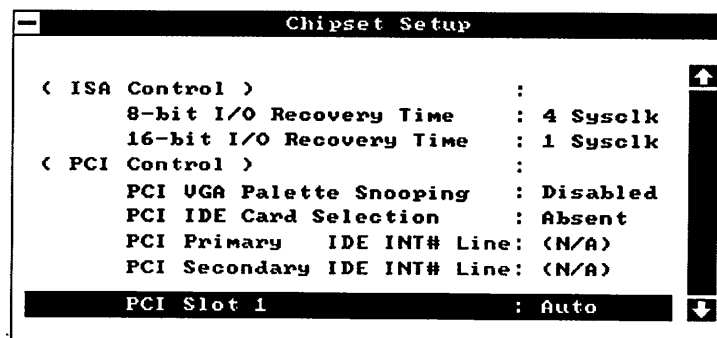 Chipset Setup
( ISA Control ) :
8-bit I/O Recovery Time : 4 Sysclk
16-bit I/O Recovery Time : 1 Sysclk
( PCI Control ) :
PCI VGA Palette Snooping : Disabled
PCI IDE Card Selection : Absent
PCI Primary IDE INT# Line: (N/A)
PCI Secondary IDE INT# Line: (N/A)
PCI Slot 1 : Auto